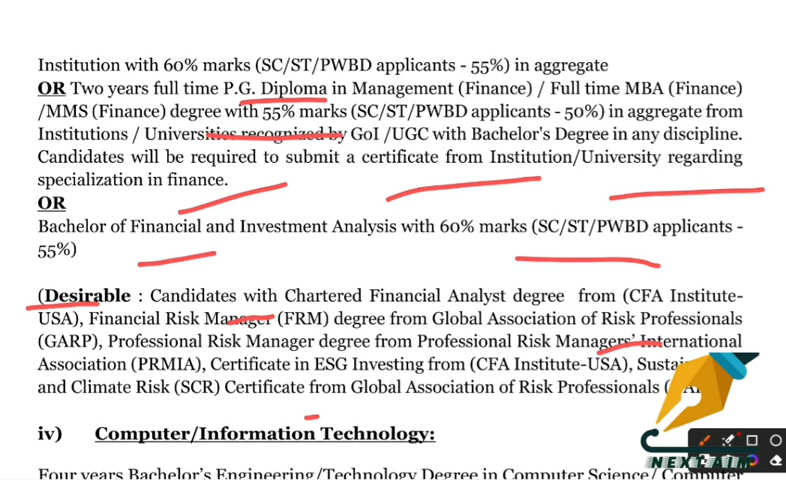 Institution with 60% marks (SC/ST/PWBD applicants - 55%) in aggregate
OR Two years full time P.G. Diploma in Management (Finance) / Full time MBA (Finance)
/MMS (Finance) degree with 55% marks (SC/ST/PWBD applicants - 50%) in aggregate from
Institutions / Universities recognized by GoI /UGC with Bachelor's Degree in any discipline.
Candidates will be required to submit a certificate from Institution/University regarding
specialization in finance.
OR
Bachelor of Financial and Investment Analysis with 60% marks (SC/ST/PWBD applicants -
55%)
(Desirable : Candidates with Chartered Financial Analyst degree from (CFA Institute-
USA), Financial Risk Manager (FRM) degree from Global Association of Risk Professionals
(GARP), Professional Risk Manager degree from Professional Risk Managers' International
Association (PRMIA), Certificate in ESG Investing from (CFA Institute-USA),
and Climate Risk (SCR) Certificate from Global Association of Risk Professionals
iv) Computer/Information Technology:
Four years Bachelor's Engineering/Technology Degree in Computer Science/ Computer
NEXT AIM